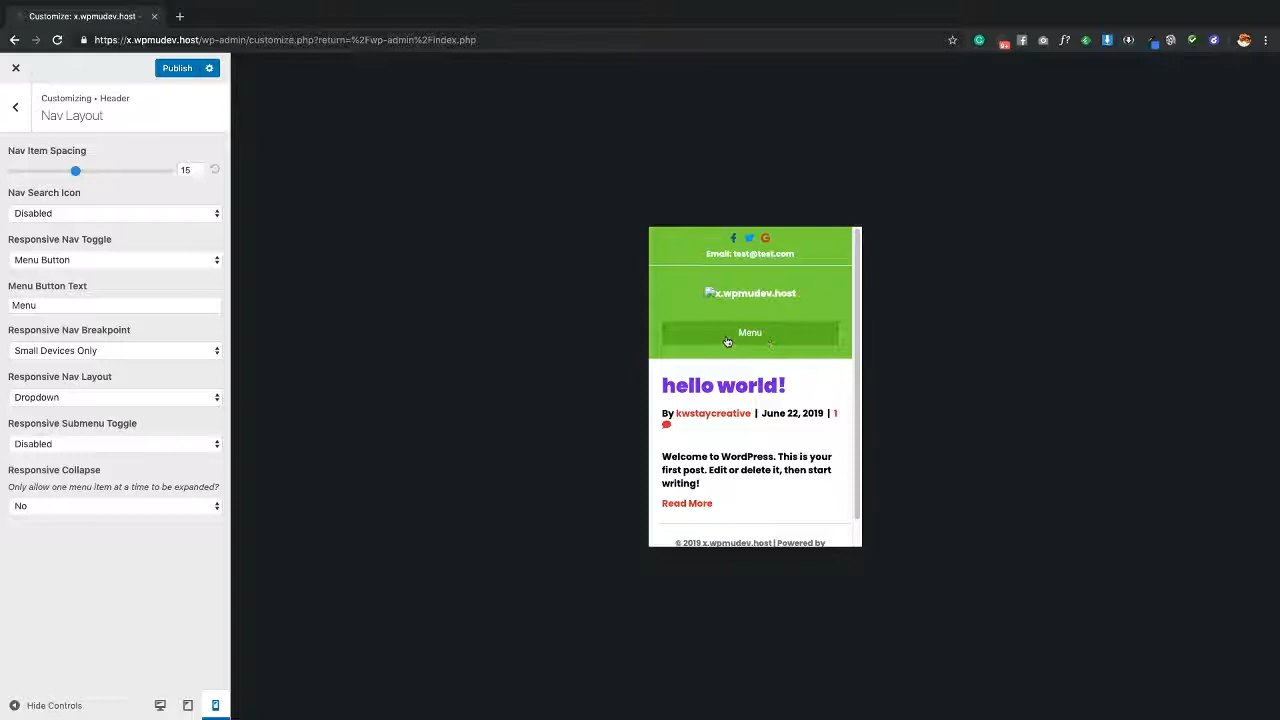 Customize: x.wpmudev.host -
https://x.wpmudev.host/wp-admin/customize.php?return=%2Fwp-admin%2Findex.php
Publish
Customizing • Header
Nav Layout
Nav Item Spacing
15
Nav Search Icon
Disabled
Responsive Nav Toggle
Menu Button
Menu Button Text
Menu
Responsive Nav Breakpoint
Small Devices Only
Responsive Nav Layout
Dropdown
Responsive Submenu Toggle
Disabled
Responsive Collapse
Only allow one menu item at a time to be expanded?
No
Hide Controls
Email: test@test.com
x.wpmudev.host
Menu
hello world!
By kwstaycreative | June 22, 2019 | 1
Welcome to WordPress. This is your
first post. Edit or delete it, then start
writing!
Read More
© 2019 x.wpmudev.host | Powered by